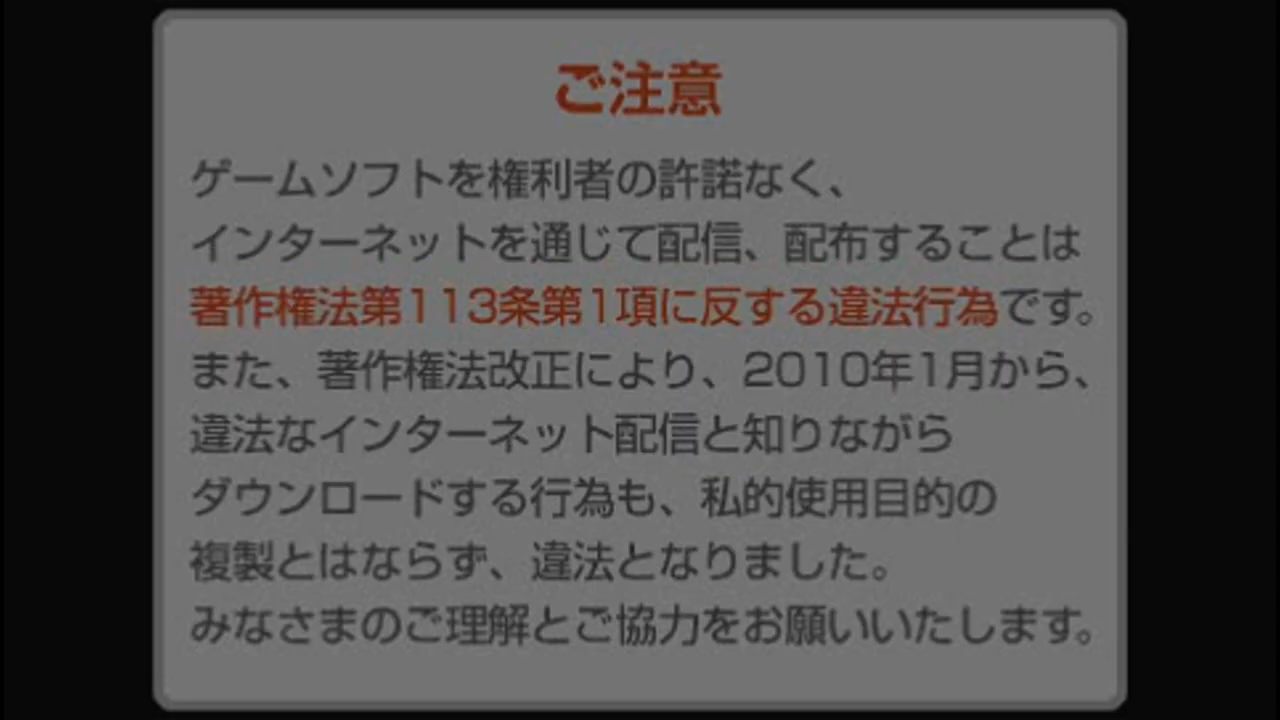 ご注意
ゲームソフトを権利者の許諾なく、
インターネットを通じて配信、配布することは
著作権法第113条第1項に反する違法行為です。
また、著作権法改正により、2010年1月から、
違法なインターネット配信と知りながら
ダウンロードする行為も、私的使用目的の
複製とはならず、違法となりました。
みなさまのご理解とご協力をお願いいたします。